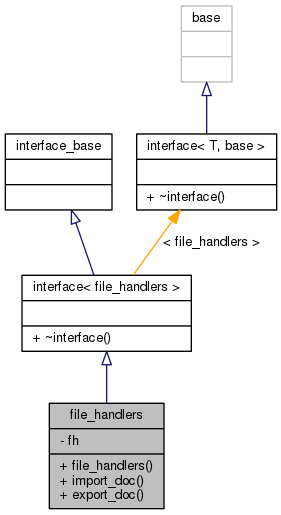 base
interface_base
interface< T, base >
+ ~interface()
< file_handlers >
interface< file_handlers >
+ ~interface()
file_handlers
- fh
+ file_handlers()
+ import_doc()
+ export_doc()